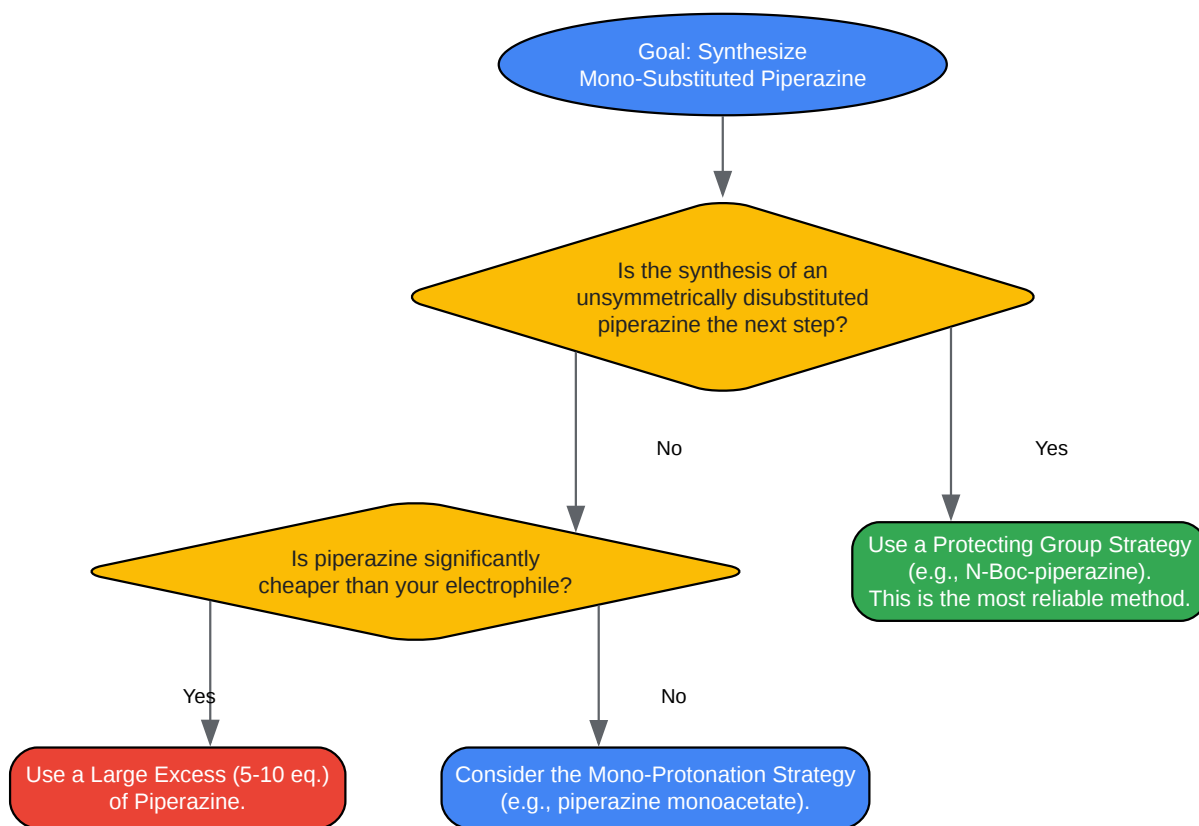 Goal: Synthesize
Mono-Substituted Piperazine
Is the synthesis of an
unsymmetrically disubstituted
piperazine the next step?
No
Yes
Is piperazine significantly
cheaper than your electrophile?
Use a Protecting Group Strategy
(e.g., N-Boc-piperazine).
This is the most reliable method.
Yes
No
Use a Large Excess (5-10 eq.)
of Piperazine.
Consider the Mono-Protonation Strategy
(e.g., piperazine monoacetate).